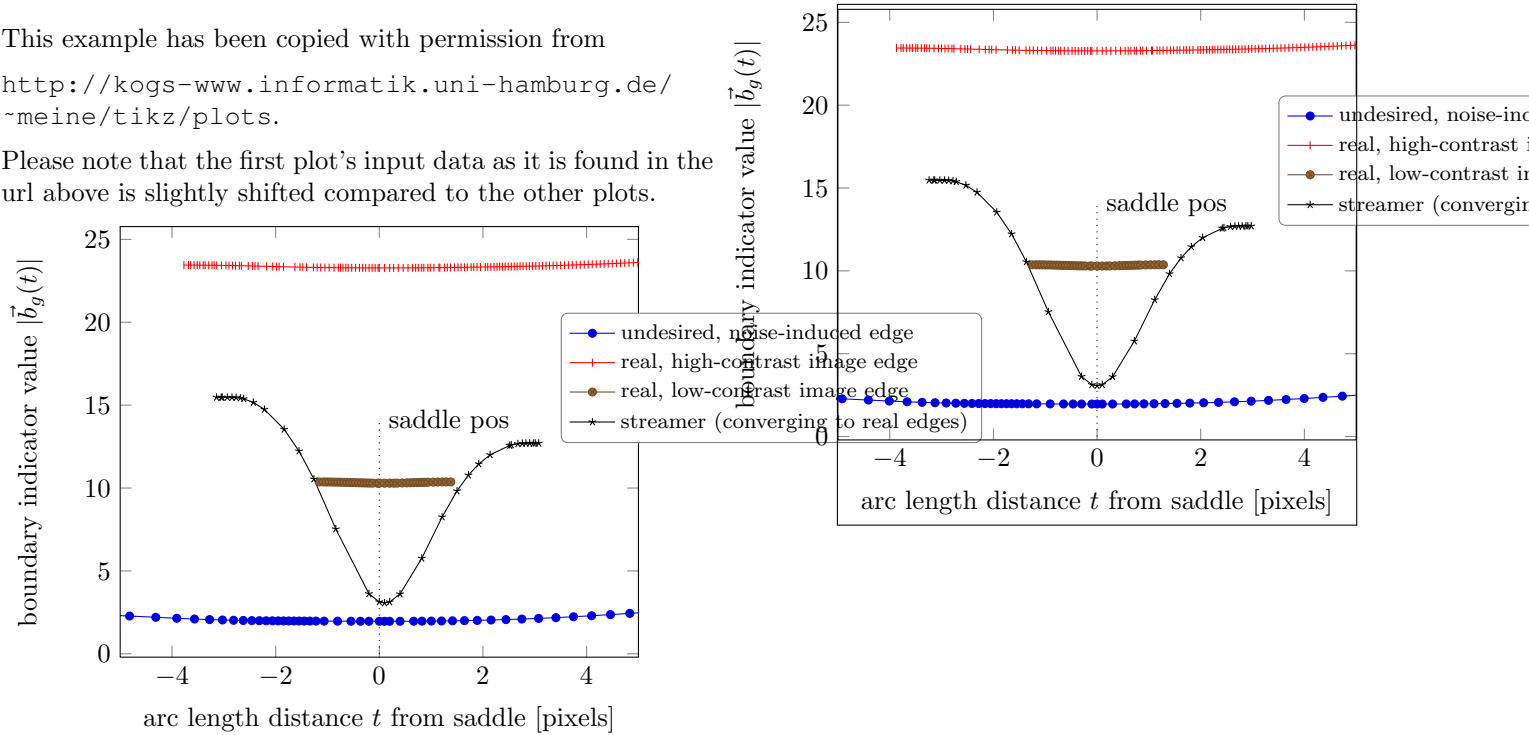 This example has been copied with permission from
http://kogs-www.informatik.uni-hamburg.de/
~meine/tikz/plots.
Please note that the first plot's input data as it is found in the
url above is slightly shifted compared to the other plots.
25
20
15
10
5
0
−4
−2
0
2
4
boundary indicator value |b⃗_g(t)|
arc length distance t from saddle [pixels]
saddle pos
undesired, noise-induced edge
real, high-contrast image edge
real, low-contrast image edge
streamer (converging to real edges)
25
20
15
10
5
0
−4
−2
0
2
4
boundary indicator value |b⃗_g(t)|
arc length distance t from saddle [pixels]
saddle pos
undesired, noise-ind
real, high-contrast i
real, low-contrast im
streamer (converging